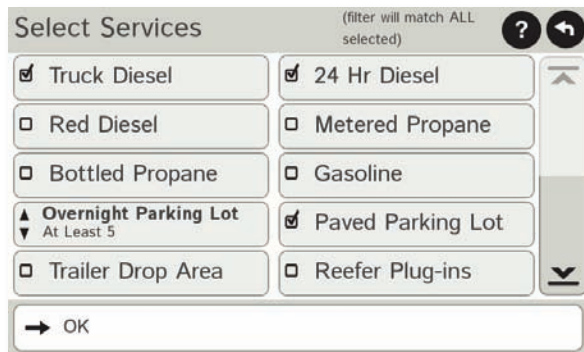 Select Services
(filter will match ALL
selected)
?
Truck Diesel
24 Hr Diesel
Red Diesel
Metered Propane
Bottled Propane
Gasoline
Overnight Parking Lot
At Least 5
Paved Parking Lot
Trailer Drop Area
Reefer Plug-ins
OK